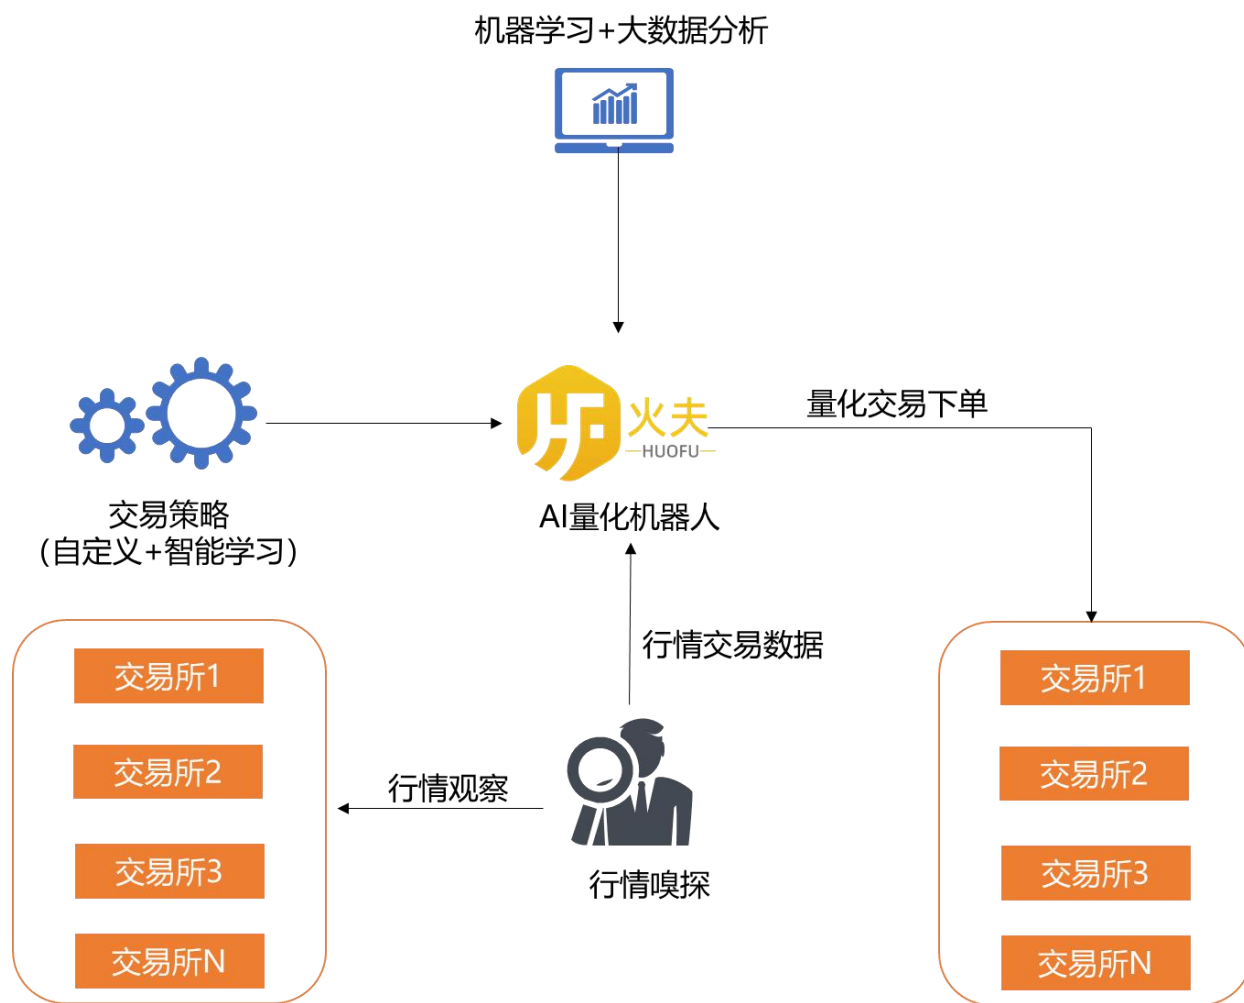 机器学习+大数据分析
火夫
HUOFU
量化交易下单
交易策略
(自定义+智能学习)
AI量化机器人
行情交易数据
交易所1
交易所2
交易所3
交易所N
行情观察
行情嗅探
交易所1
交易所2
交易所3
交易所N